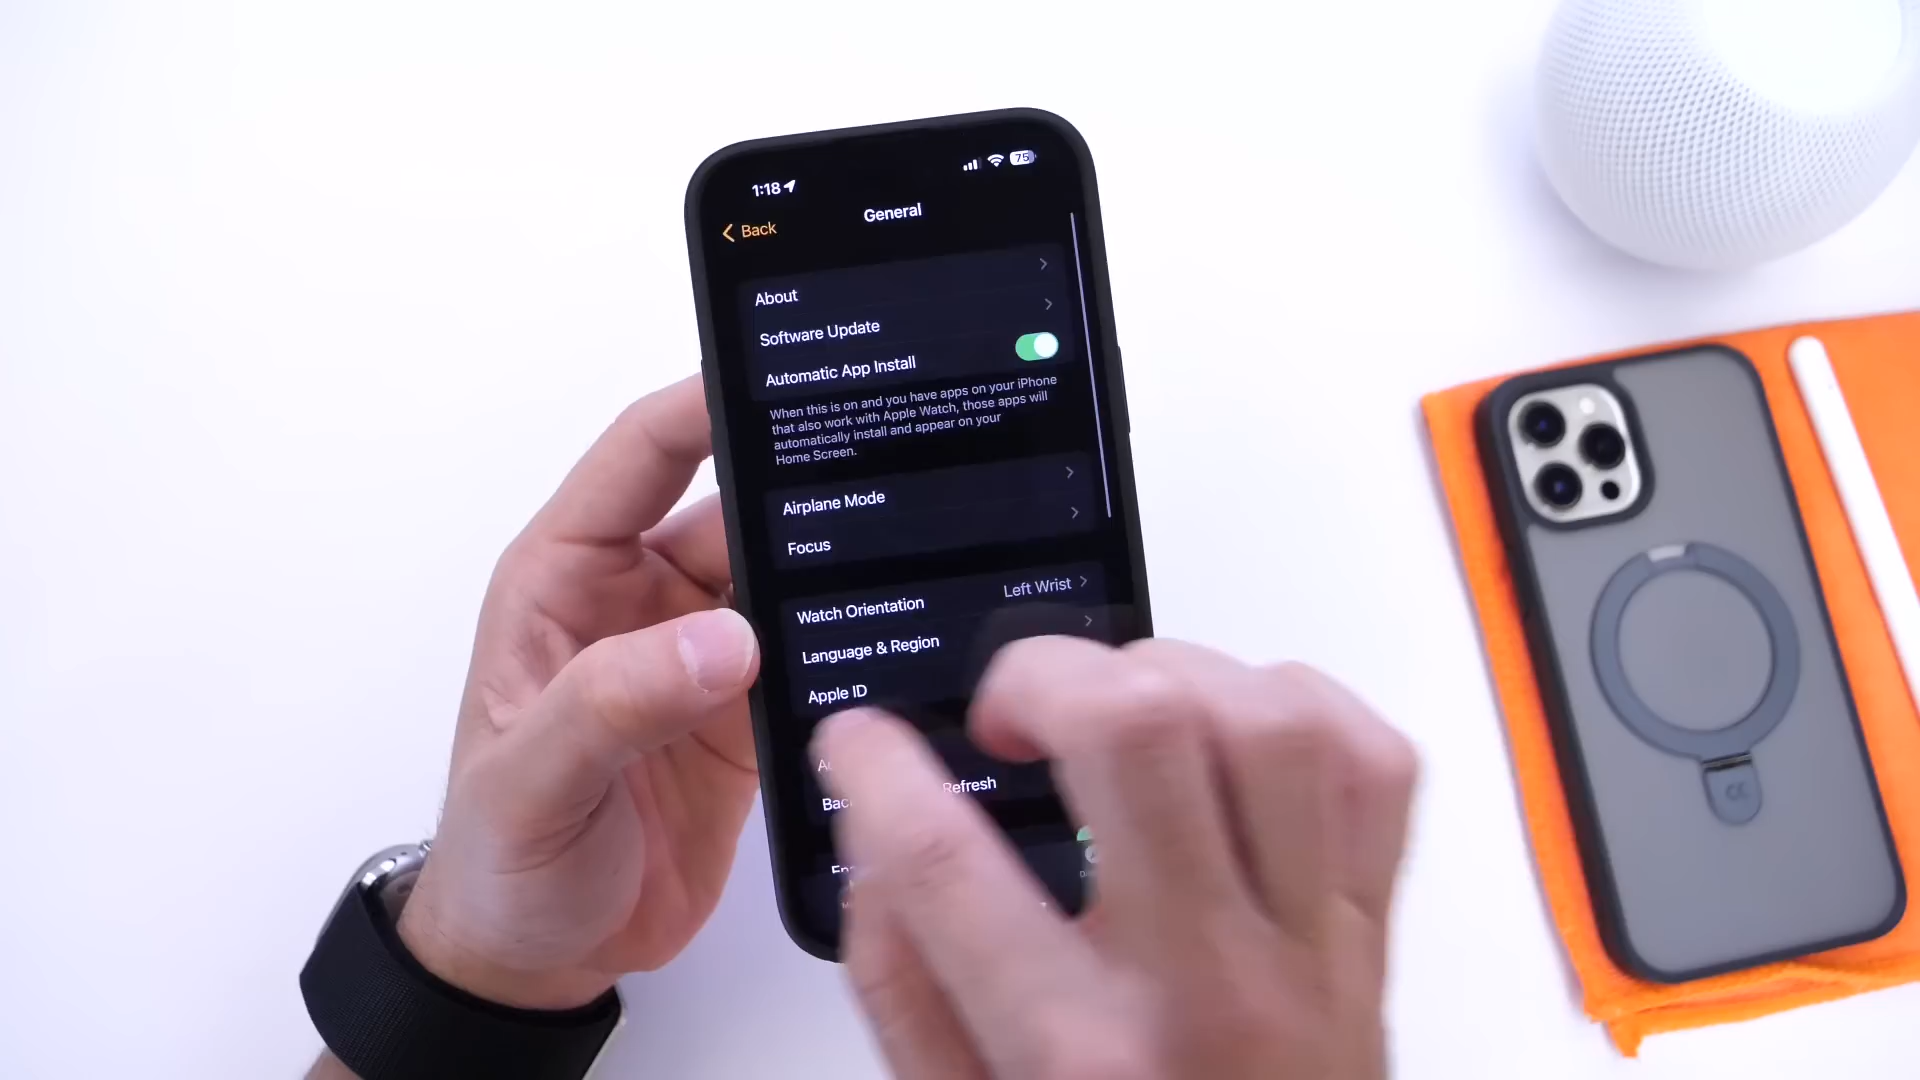 1:18
75
Back
General
About
Software Update
Automatic App Install
When this is on and you have apps on your iPhone
that also work with Apple Watch, those apps will
automatically install and appear on your
Home Screen.
Airplane Mode
Focus
Watch Orientation
Left Wrist
Language & Region
Apple ID
Refresh